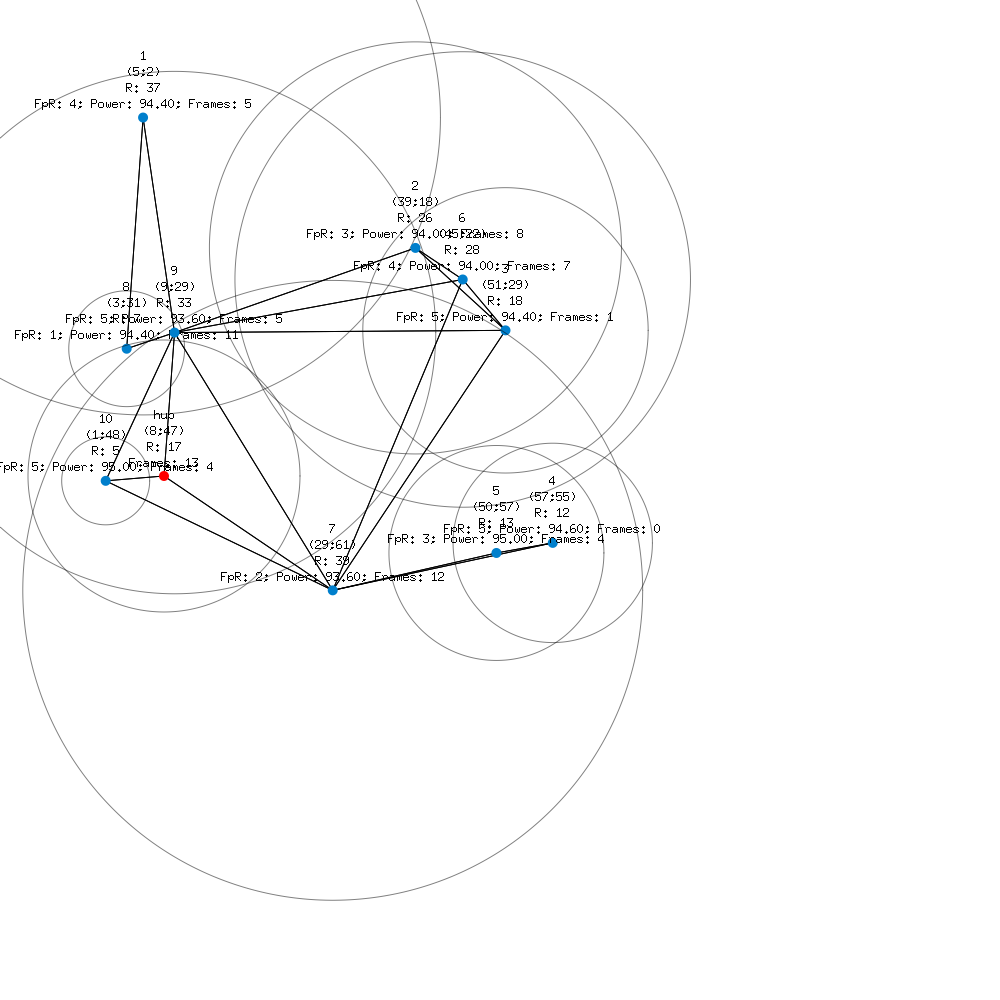 1
(5;2)
R: 37
FpR: 4; Power: 94.40; Frames: 5
2
(39;18)
R: 26
FpR: 3; Power: 94.00; Frames: 8
6
(45;22)
R: 28
FpR: 4; Power: 94.00; Frames: 7
3
(51;29)
R: 18
FpR: 5; Power: 94.40; Frames: 1
9
(9;29)
R: 33
FpR: 5; Power: 93.60; Frames: 5
8
(3;31)
R: 7
FpR: 1; Power: 94.40; Frames: 11
10
(1;48)
R: 5
FpR: 5; Power: 95.00; Frames: 4
hub
(8;47)
R: 17
Frames: 13
5
(50;57)
R: 13
FpR: 3; Power: 95.00; Frames: 4
4
(57;55)
R: 12
FpR: 5; Power: 94.60; Frames: 0
7
(29;61)
R: 39
FpR: 2; Power: 93.60; Frames: 12